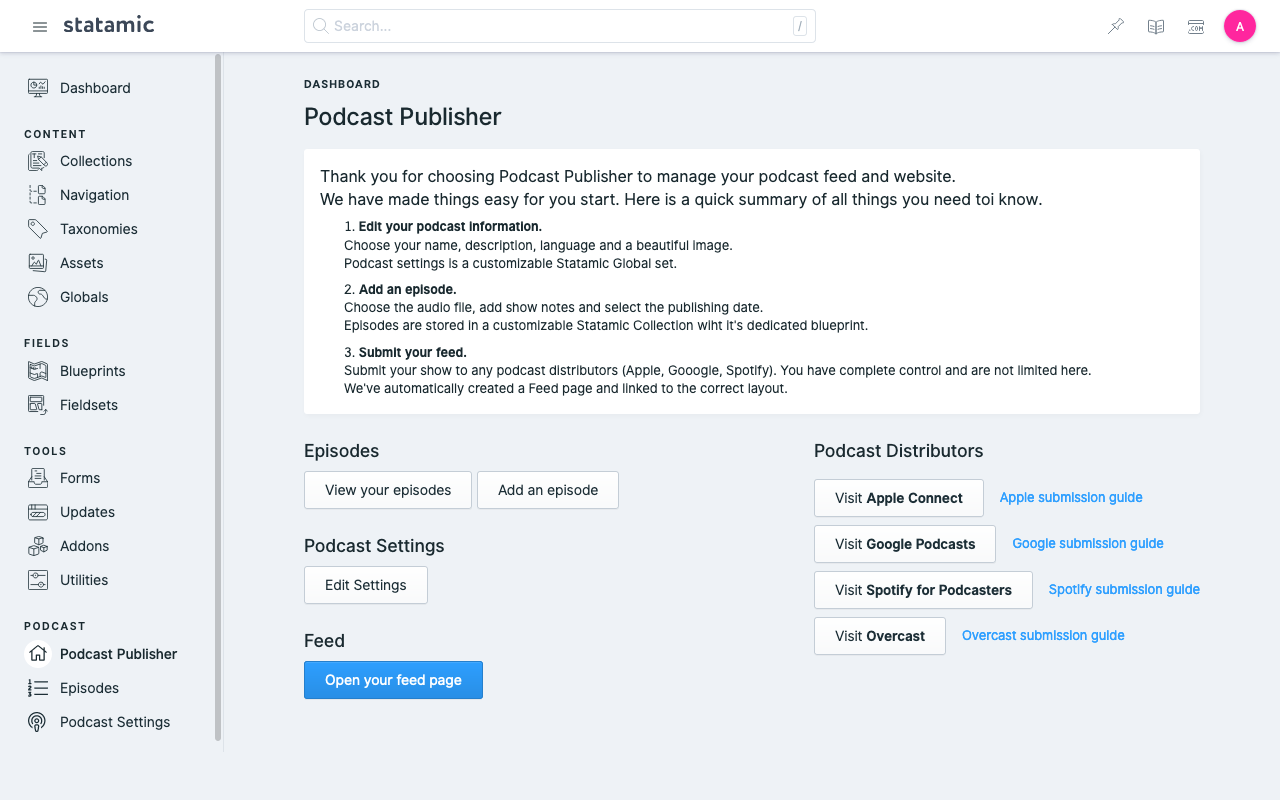 statamic
Search...
/
.COM
A
Dashboard
CONTENT
Collections
Navigation
Taxonomies
Assets
Globals
FIELDS
Blueprints
Fieldsets
TOOLS
Forms
Updates
Addons
Utilities
PODCAST
Podcast Publisher
Episodes
Podcast Settings
DASHBOARD
Podcast Publisher
Thank you for choosing Podcast Publisher to manage your podcast feed and website.
We have made things easy for you start. Here is a quick summary of all things you need toi know.
1. Edit your podcast information.
Choose your name, description, language and a beautiful image.
Podcast settings is a customizable Statamic Global set.
2. Add an episode.
Choose the audio file, add show notes and select the publishing date.
Episodes are stored in a customizable Statamic Collection wiht it's dedicated blueprint.
3. Submit your feed.
Submit your show to any podcast distributors (Apple, Gooogle, Spotify). You have complete control and are not limited here.
We've automatically created a Feed page and linked to the correct layout.
Episodes
View your episodes
Add an episode
Podcast Settings
Edit Settings
Feed
Open your feed page
Podcast Distributors
Visit Apple Connect
Apple submission guide
Visit Google Podcasts
Google submission guide
Visit Spotify for Podcasters
Spotify submission guide
Visit Overcast
Overcast submission guide